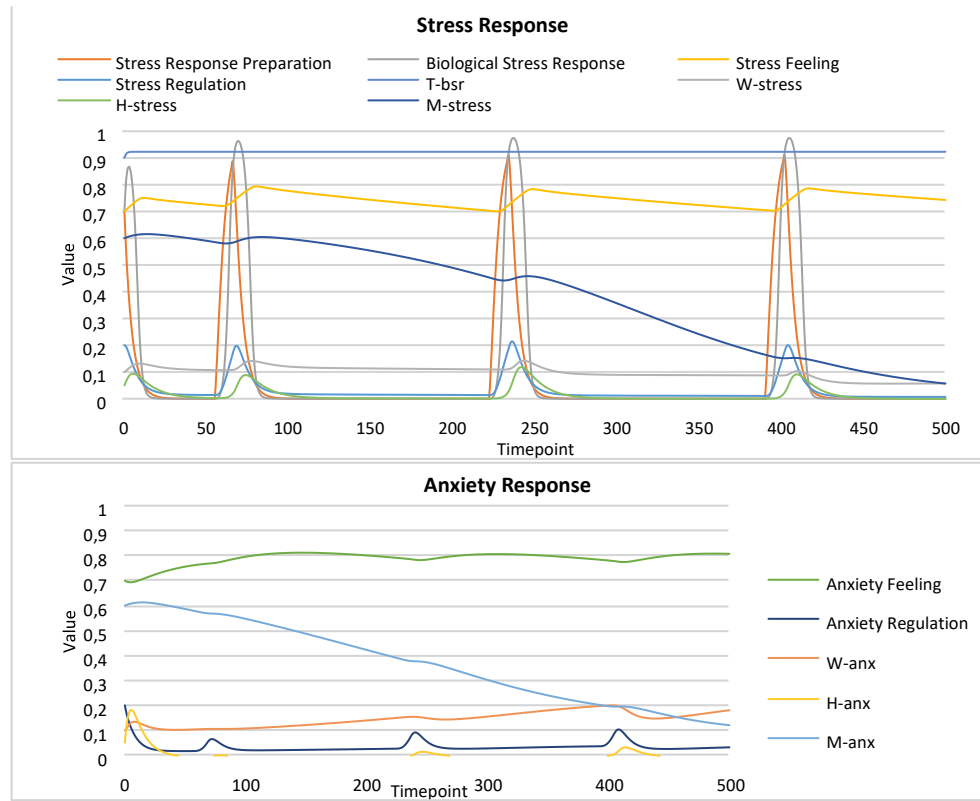 Stress Response
Stress Response Preparation Biological Stress Response Stress Feeling
Stress Regulation T-bsr W-stress
H-stress M-stress
1
0,9
0,8
0,7
0,6
0,5
0,4
0,3
0,2
0,1
0
Value
0 50 100 150 200 250 300 350 400 450 500
Timepoint
Anxiety Response
1
0,9
0,8
0,7
0,6
0,5
0,4
0,3
0,2
0,1
0
Value
0 100 200 300 400 500
Timepoint
Anxiety Feeling
Anxiety Regulation
W-anx
H-anx
M-anx